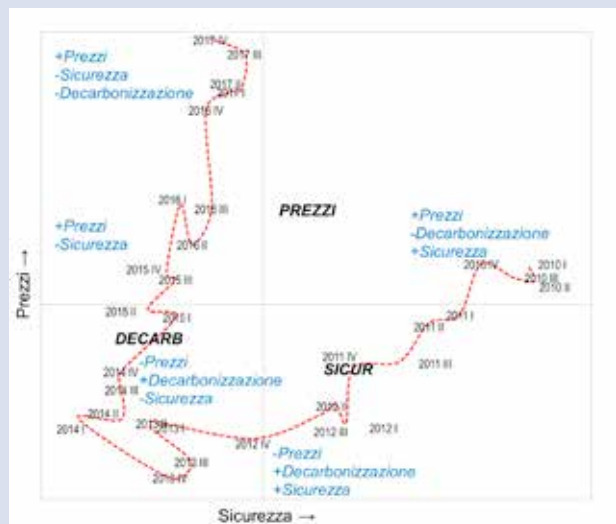 2017 IV
2017 III
+Prezzi
-Sicurezza
-Decarbonizzazione
2017 II
2016 IV
2016 I
2016 III
PREZZI
+Prezzi
-Decarbonizzazione
+Sicurezza
+Prezzi
-Sicurezza
2016 II
2010 IV
2010 I
2010 III
2010 II
2015 IV
2015 III
Prezzi →
2015 II
2015 I
2011 I
2011 II
DECARB
-Prezzi
+Decarbonizzazione
-Sicurezza
2011 IV
2015 III
SICUR
2014 IV
2014 III
2014 II
2014 I
2013 I
2012 III
2012 I
2012 IV
-Prezzi
+Decarbonizzazione
+Sicurezza
2013 III
2013 IV
Sicurezza →